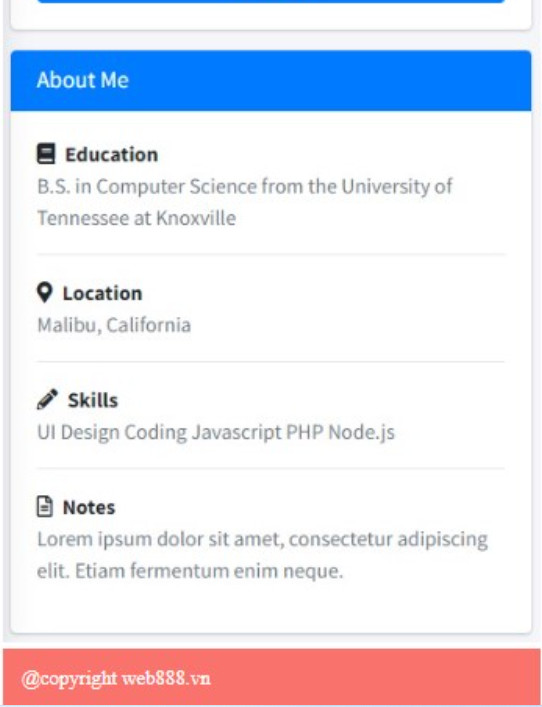 About Me
Education
B.S. in Computer Science from the University of
Tennessee at Knoxville
Location
Malibu, California
Skills
UI Design Coding Javascript PHP Node.js
Notes
Lorem ipsum dolor sit amet, consectetur adipiscing
elit. Etiam fermentum enim neque.
@copyright web888.vn